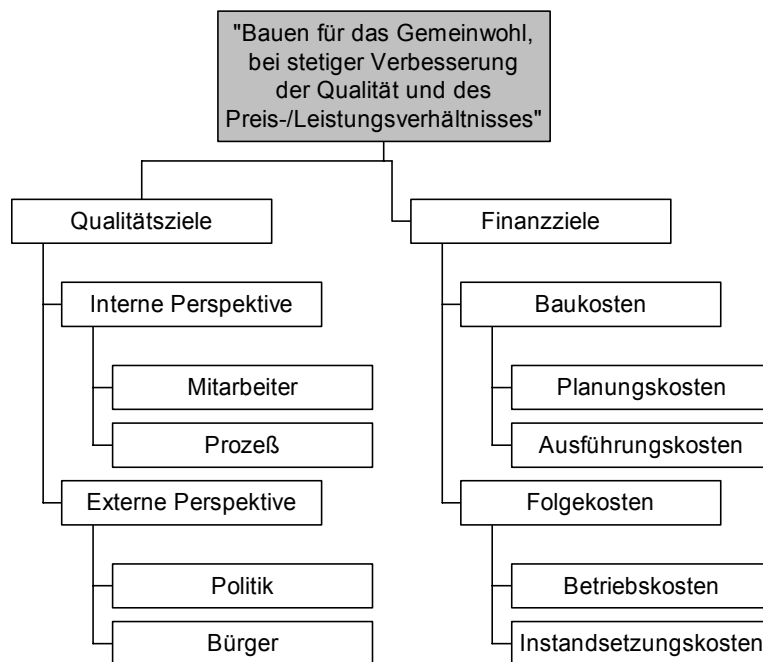 "Bauen für das Gemeinwohl,
bei stetiger Verbesserung
der Qualität und des
Preis-/Leistungsverhältnisses"
Qualitätsziele
Interne Perspektive
Mitarbeiter
Prozeß
Externe Perspektive
Politik
Bürger
Finanzziele
Baukosten
Planungskosten
Ausführungskosten
Folgekosten
Betriebskosten
Instandsetzungskosten